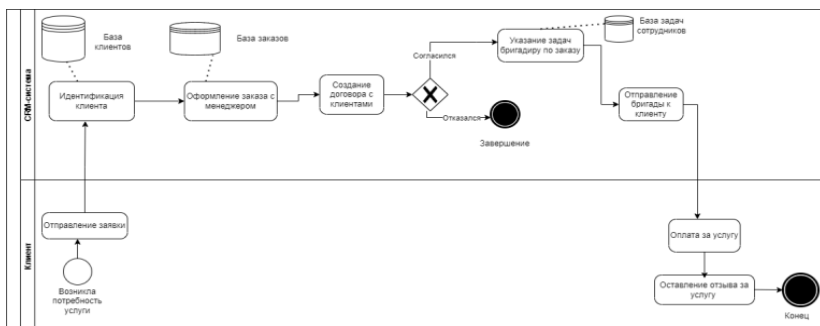 База
клиентов
База заказов
База задач
сотрудников
CRM-система
Идентификация
клиента
Оформление заказа с
менеджером
Создание
договора с
клиентами
Согласился
Отказался
Завершение
Указание задач
бригадиру по заказу
Отправление
бригады к
клиенту
Клиент
Отправление заявки
Возникла
потребность
услуги
Оплата за услугу
Оставление отзыва за
услугу
Конец